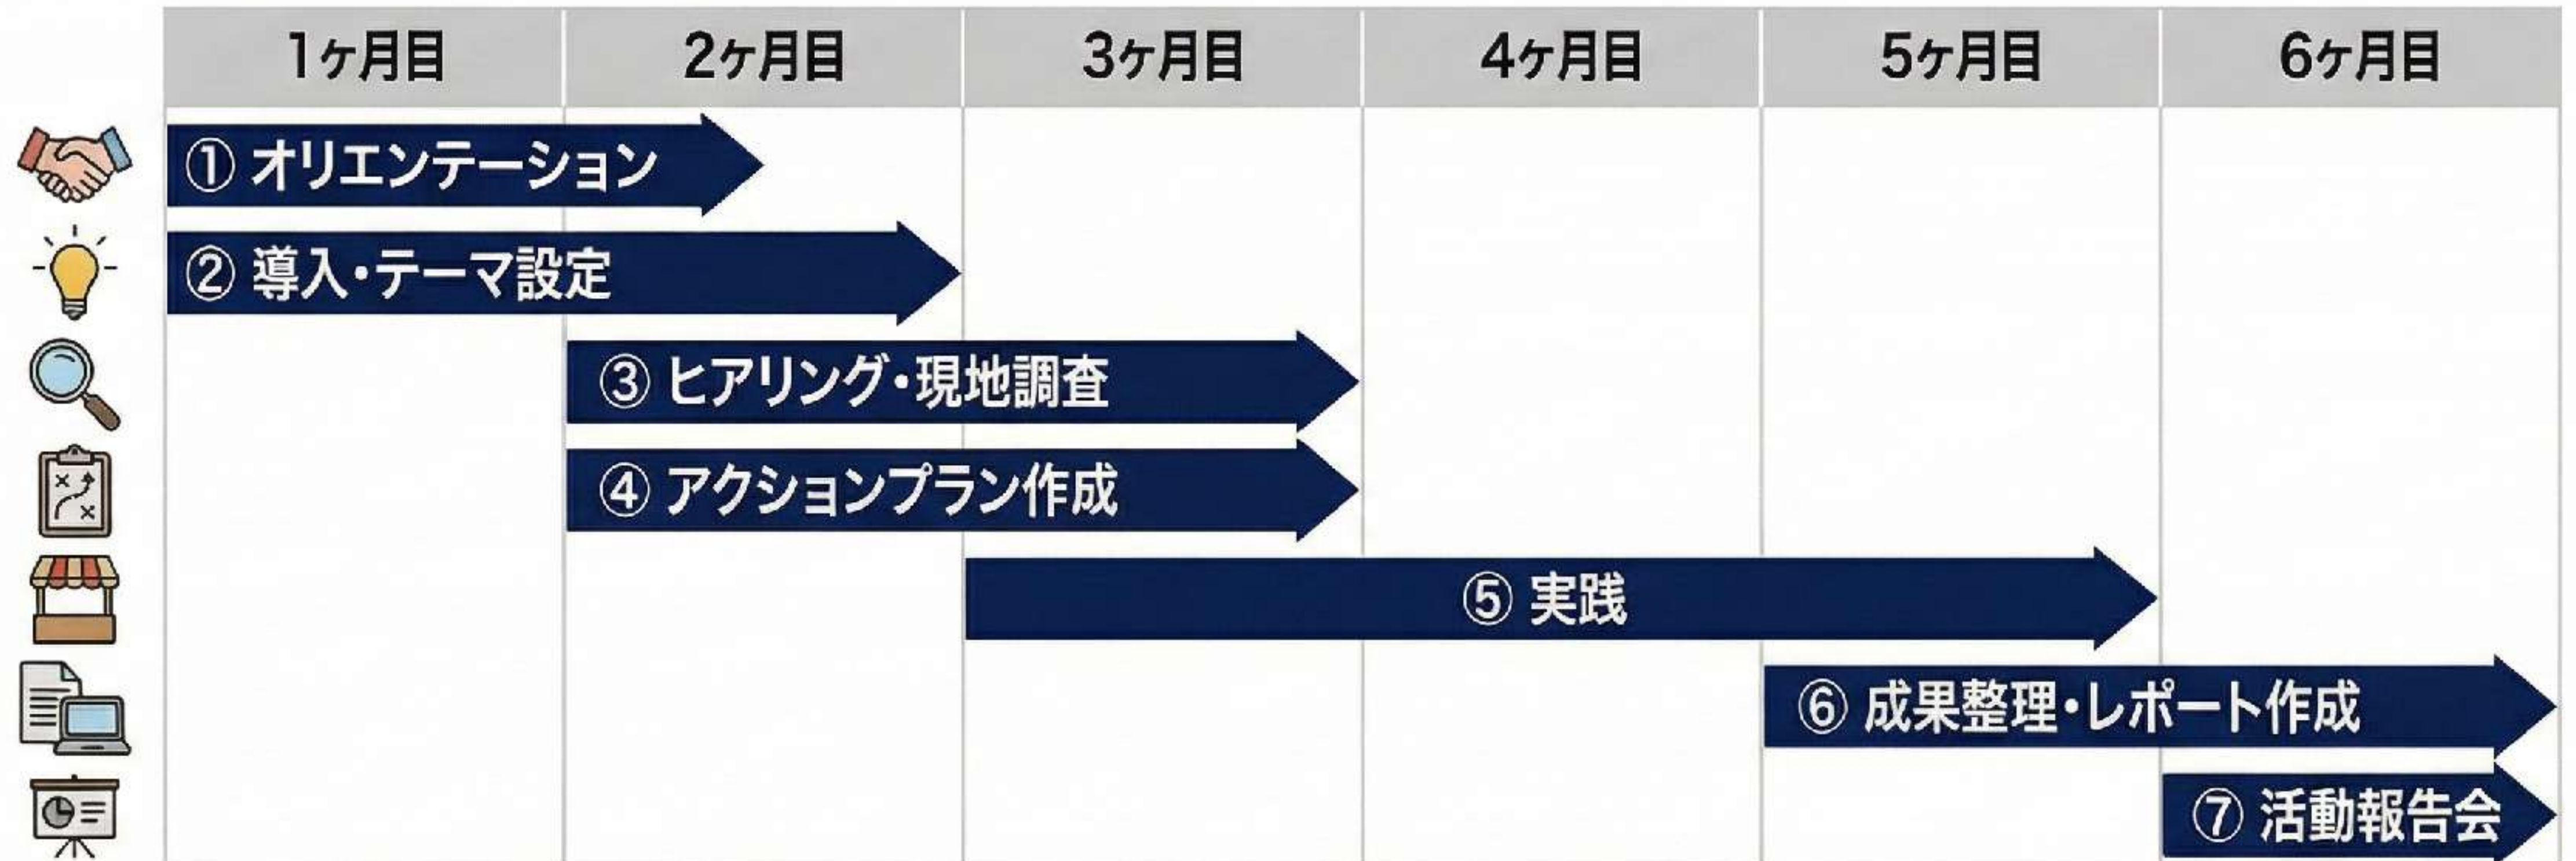 1ヶ月目 2ヶ月目 3ヶ月目 4ヶ月目 5ヶ月目 6ヶ月目
① オリエンテーション
② 導入・テーマ設定
③ ヒアリング・現地調査
④ アクションプラン作成
⑤ 実践
⑥ 成果整理・レポート作成
⑦ 活動報告会